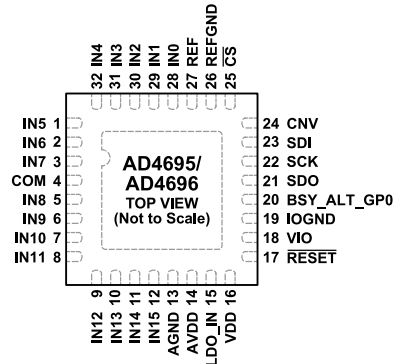 32 IN4
31 IN3
30 IN2
29 IN1
28 IN0
27 REF
26 REFGND
25 CS
IN5 1
IN6 2
IN7 3
COM 4
IN8 5
IN9 6
IN10 7
IN11 8
AD4695/
AD4696
TOP VIEW
(Not to Scale)
24 CNV
23 SDI
22 SCK
21 SDO
20 BSY_ALT_GP0
19 IOGND
18 VIO
17 RESET
IN12 9
IN13 10
IN14 11
IN15 12
AGND 13
AVDD 14
LDO_IN 15
VDD 16